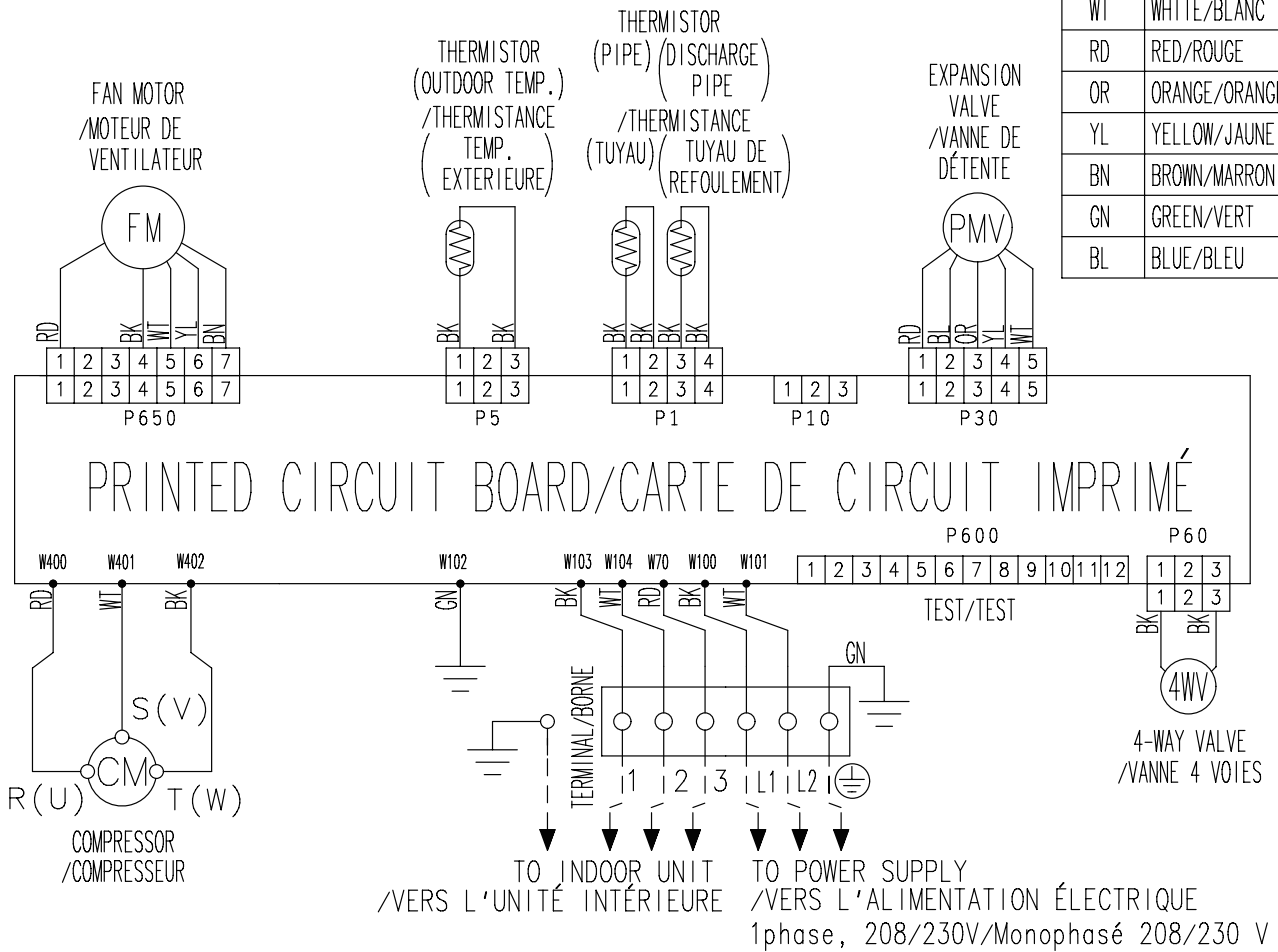 WT WHITE/BLANC
RD RED/ROUGE
OR ORANGE/ORANGE
YL YELLOW/JAUNE
BN BROWN/MARRON
GN GREEN/VERT
BL BLUE/BLEU
FAN MOTOR
/MOTEUR DE
VENTILATEUR
FM
THERMISTOR
(OUTDOOR TEMP.)
/THERMISTANCE
(TEMP.
EXTERIEURE)
THERMISTOR
(PIPE) (DISCHARGE
PIPE)
/THERMISTANCE
(TUYAU) (TUYAU DE
REFOULEMENT)
EXPANSION
VALVE
/VANNE DE
DÉTENTE
PMV
RD BK WT YL BN
BK BK
BK BK BK BK
RD BL OR YL WT
1 2 3 4 5 6 7
1 2 3 4 5 6 7
P650
1 2 3
1 2 3
P5
1 2 3 4
1 2 3 4
P1
1 2 3
P10
1 2 3 4 5
1 2 3 4 5
P30
PRINTED CIRCUIT BOARD/CARTE DE CIRCUIT IMPRIMÉ
W400 W401 W402 W102 W103 W104 W70 W100 W101
P600
1 2 3 4 5 6 7 8 9 10 11 12
TEST/TEST
P60
1 2 3
1 2 3
RD WT BK
GN
BK WT RD BK WT
GN
BK BK
4WV
4-WAY VALVE
/VANNE 4 VOIES
S(V)
CM
R(U) T(W)
COMPRESSOR
/COMPRESSEUR
TERMINAL/BORNE
1 2 3 L1 L2
TO INDOOR UNIT
/VERS L'UNITÉ INTÉRIEURE
TO POWER SUPPLY
/VERS L'ALIMENTATION ÉLECTRIQUE
1phase, 208/230V/Monophasé 208/230 V